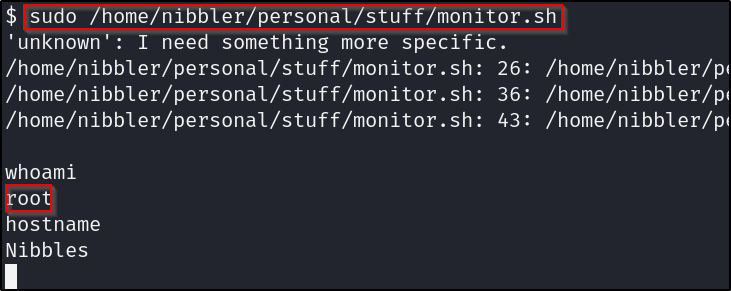 $ sudo /home/nibbler/personal/stuff/monitor.sh
'unknown': I need something more specific.
/home/nibbler/personal/stuff/monitor.sh: 26: /home/nibbler/pe
/home/nibbler/personal/stuff/monitor.sh: 36: /home/nibbler/pe
/home/nibbler/personal/stuff/monitor.sh: 43: /home/nibbler/pe
whoami
root
hostname
Nibbles